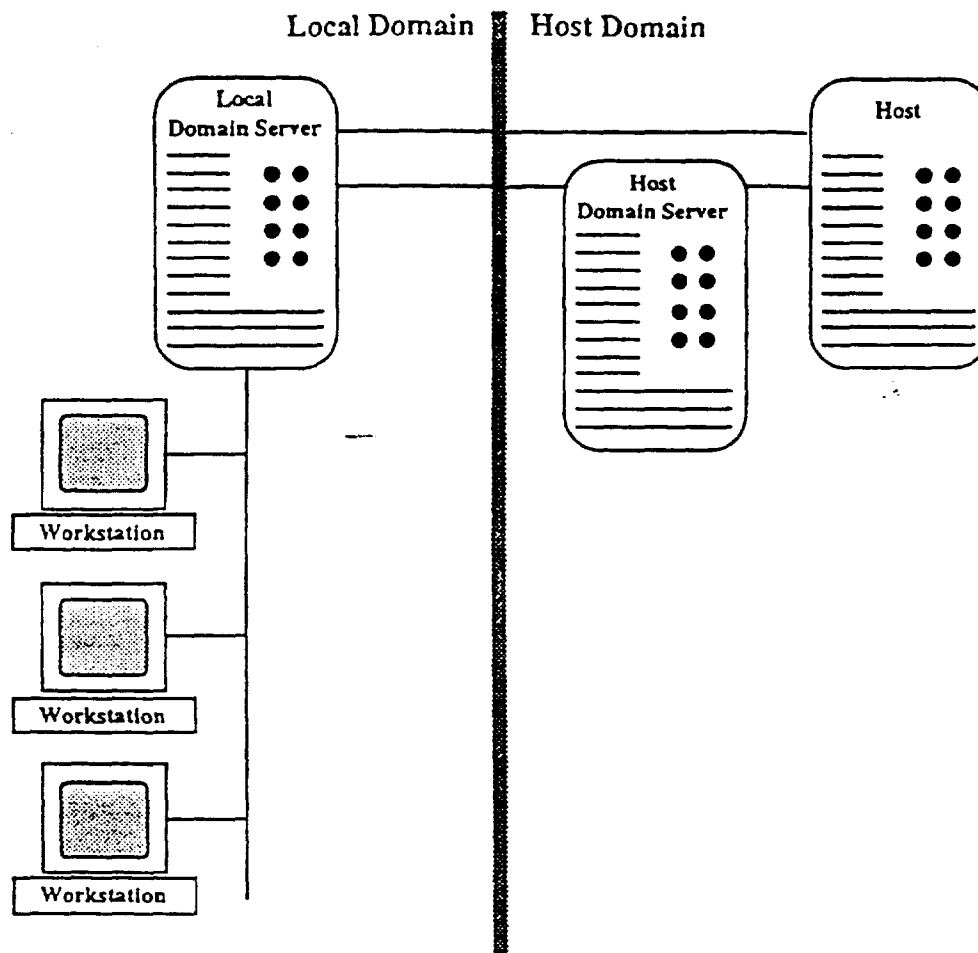 Local Domain
Host Domain
Local
Domain Server
Host
Host
Domain Server
Workstation
Workstation
Workstation